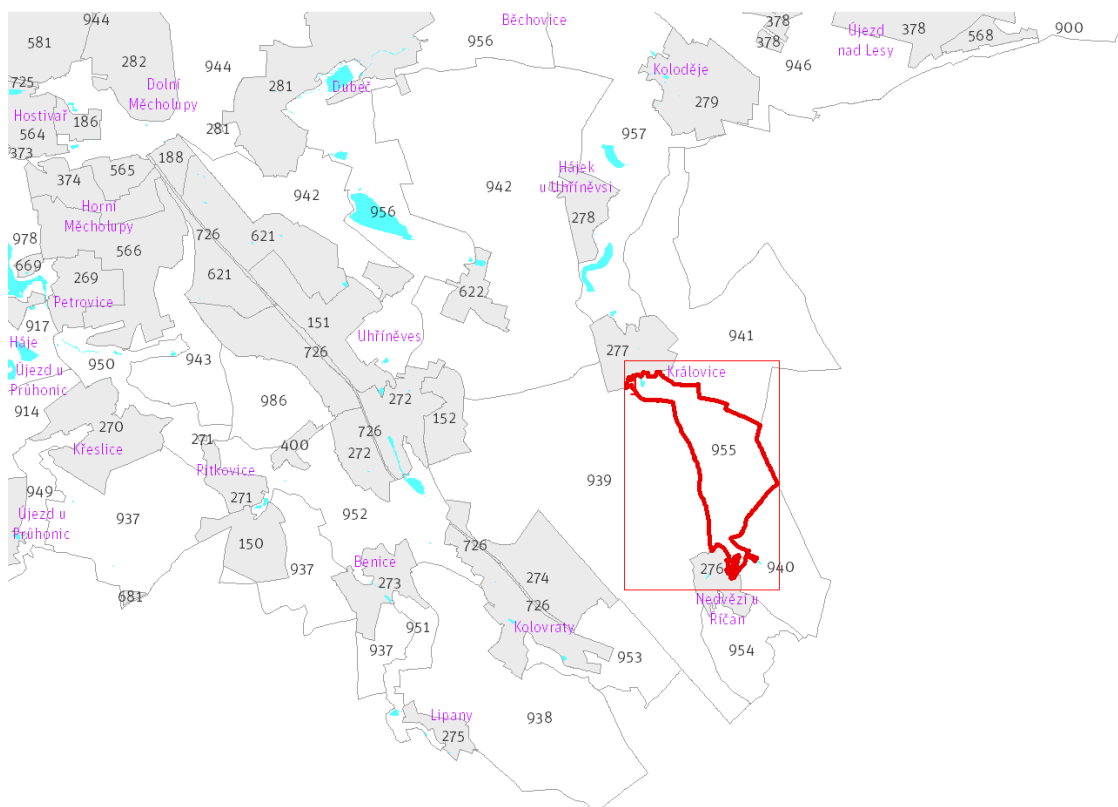 944
581
282
944
Běchovice
956
378
378
Újezd
nad Lesy
378
568
900
946
725
Dolní
Měcholupy
281
Dubeč
Koloděje
279
Hostivař
186
564
281
957
373
188
565
374
Hájek
u Uhříněvsi
942
942
Horní
Měcholupy
956
278
978
726
621
566
669
269
621
622
Petrovice
917
151
Uhříněves
941
Háje
943
726
277
950
Újezd u
Průhonic
Královice
986
272
914
152
270
271
400
726
Křeslice
272
955
Pitkovice
939
949
271
937
952
Újezd u
Průhonic
150
726
Benice
937
274
276
940
273
681
726
Nedvězí u
Říčan
951
Kolovraty
937
953
954
Lipany
938
275